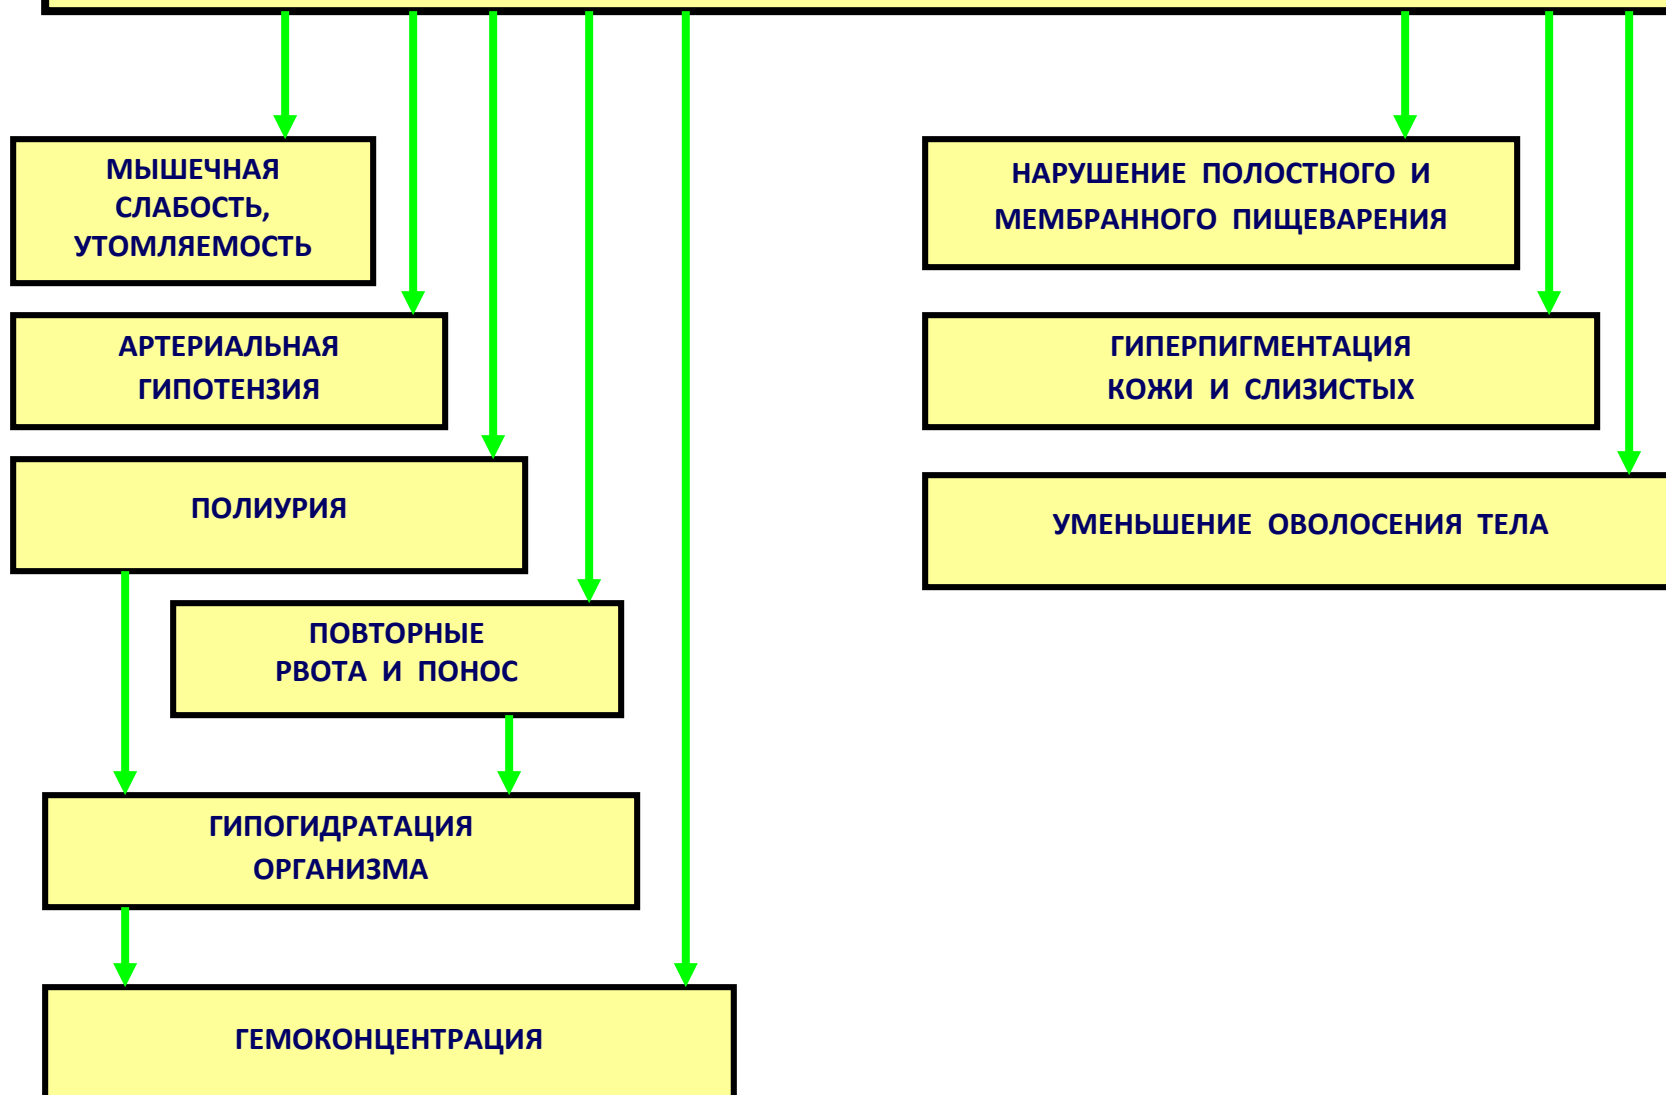 МЫШЕЧНАЯ
СЛАБОСТЬ,
УТОМЛЯЕМОСТЬ
АРТЕРИАЛЬНАЯ
ГИПОТЕНЗИЯ
ПОЛИУРИЯ
ПОВТОРНЫЕ
РВОТА И ПОНОС
ГИПОГИДРАТАЦИЯ
ОРГАНИЗМА
ГЕМОКОНЦЕНТРАЦИЯ
НАРУШЕНИЕ ПОЛОСТНОГО И
МЕМБРАННОГО ПИЩЕВАРЕНИЯ
ГИПЕРПИГМЕНТАЦИЯ
КОЖИ И СЛИЗИСТЫХ
УМЕНЬШЕНИЕ ОВОЛОСЕНИЯ ТЕЛА